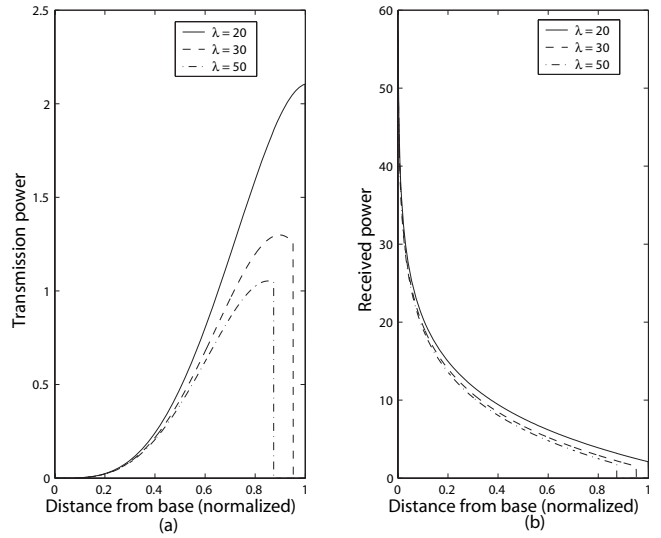 2.5
2
1.5
1
0.5
0
0 0.2 0.4 0.6 0.8 1
Transmission power
Distance from base (normalized)
(a)
λ = 20
λ = 30
λ = 50
60
50
40
30
20
10
0
0 0.2 0.4 0.6 0.8 1
Received power
Distance from base (normalized)
(b)
λ = 20
λ = 30
λ = 50